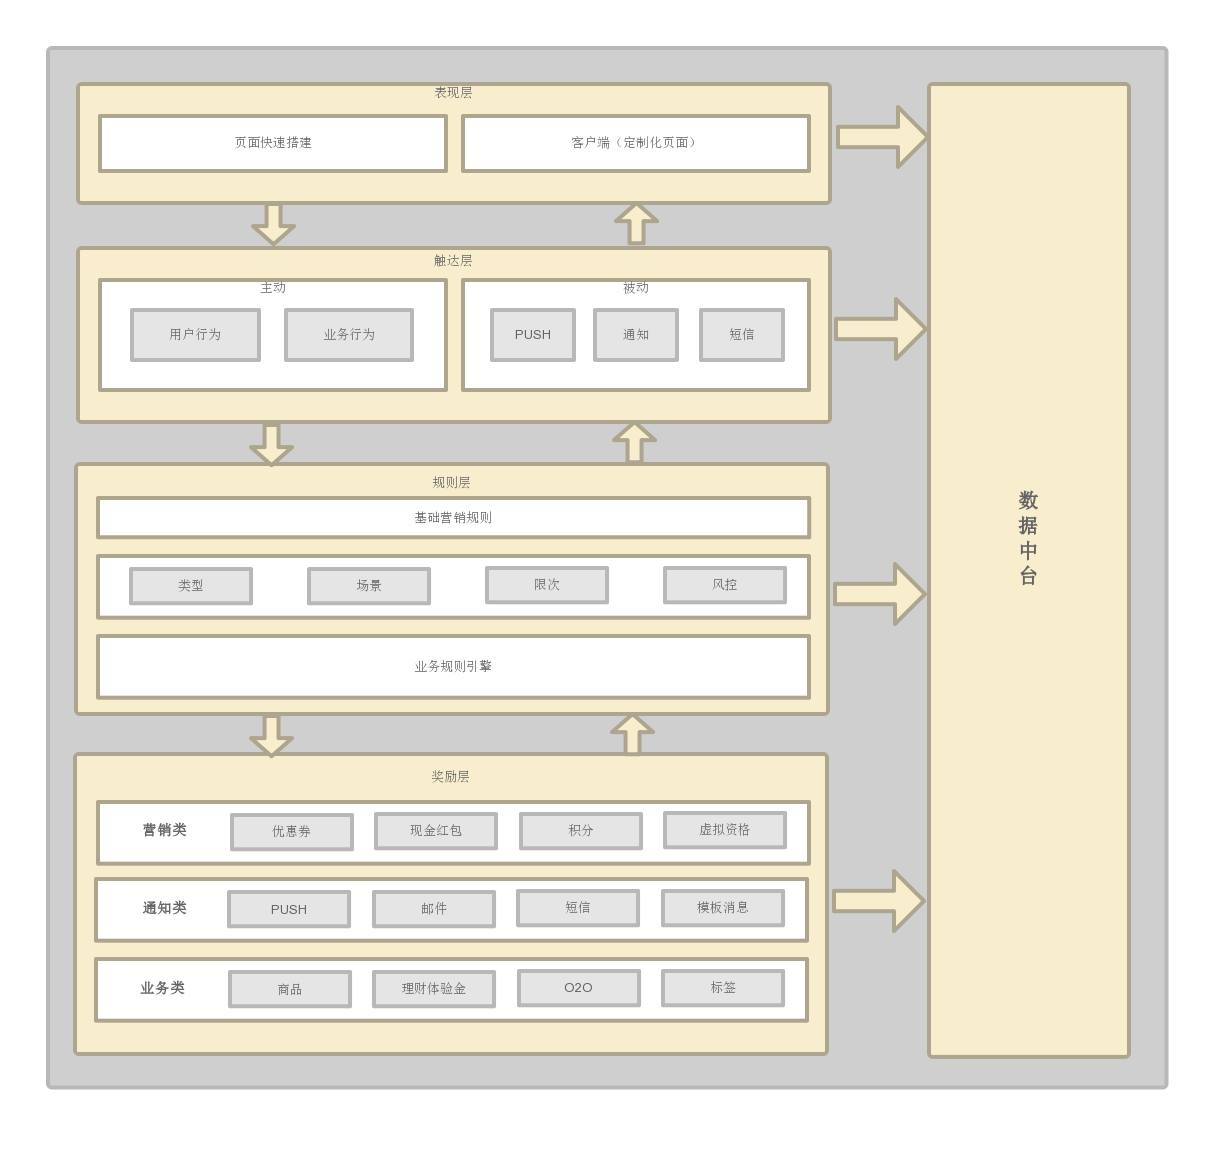 表现层
页面快速搭建
客户端（定制化页面）
触达层
主动
被动
用户行为
业务行为
PUSH
通知
短信
规则层
基础营销规则
类型
场景
限次
风控
业务规则引擎
奖励层
营销类
优惠券
现金红包
积分
虚拟资格
通知类
PUSH
邮件
短信
模板消息
业务类
商品
理财体验金
O2O
标签
数据中台